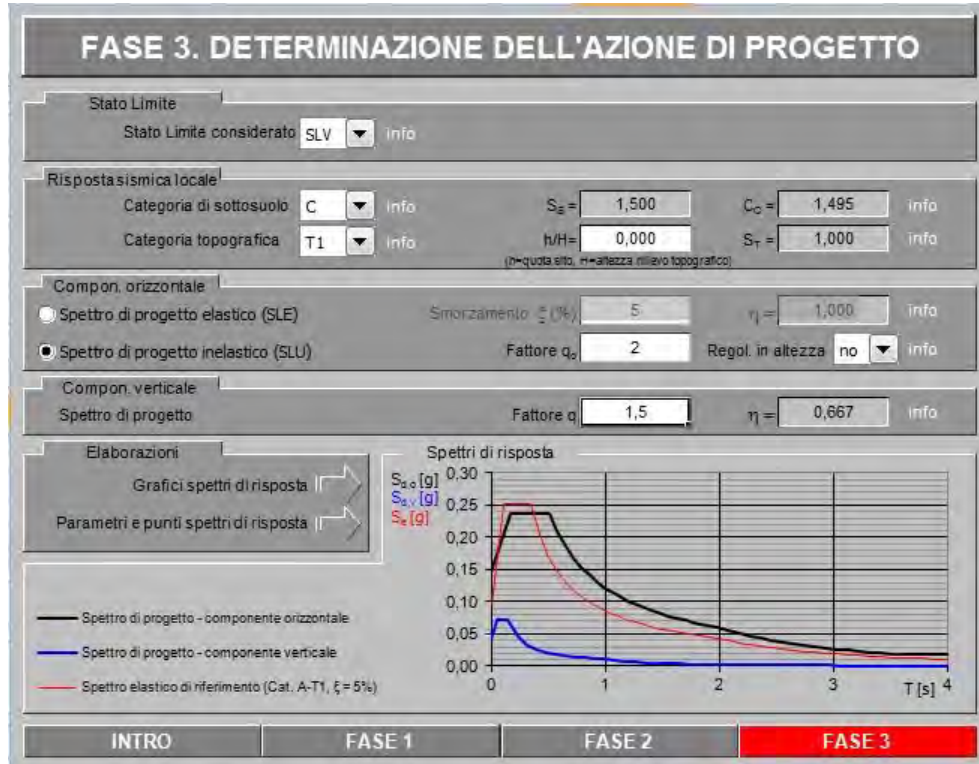 FASE 3. DETERMINAZIONE DELL'AZIONE DI PROGETTO
Stato Limite
Stato Limite considerato SLV info
Risposta sismica locale
Categoria di sottosuolo C info S_S = 1,500 C_C = 1,495 info
Categoria topografica T1 info h/H= 0,000 S_T = 1,000 info
(h=quota sito, H=altezza rilievo topografico)
Compon. orizzontale
Spettro di progetto elastico (SLE) Smorzamento ξ (%) 5 η = 1,000 info
Spettro di progetto inelastico (SLU) Fattore q_o 2 Regol. in altezza no info
Compon. verticale
Spettro di progetto Fattore q 1,5 η = 0,667 info
Elaborazioni
Grafici spettri di risposta
Parametri e punti spettri di risposta
Spettri di risposta
S_d,o [g]
S_d,v [g]
S_e [g]
0,30
0,25
0,20
0,15
0,10
0,05
0,00
0 1 2 3 4
T [s]
Spettro di progetto - componente orizzontale
Spettro di progetto - componente verticale
Spettro elastico di riferimento (Cat. A-T1, ξ = 5%)
INTRO FASE 1 FASE 2 FASE 3